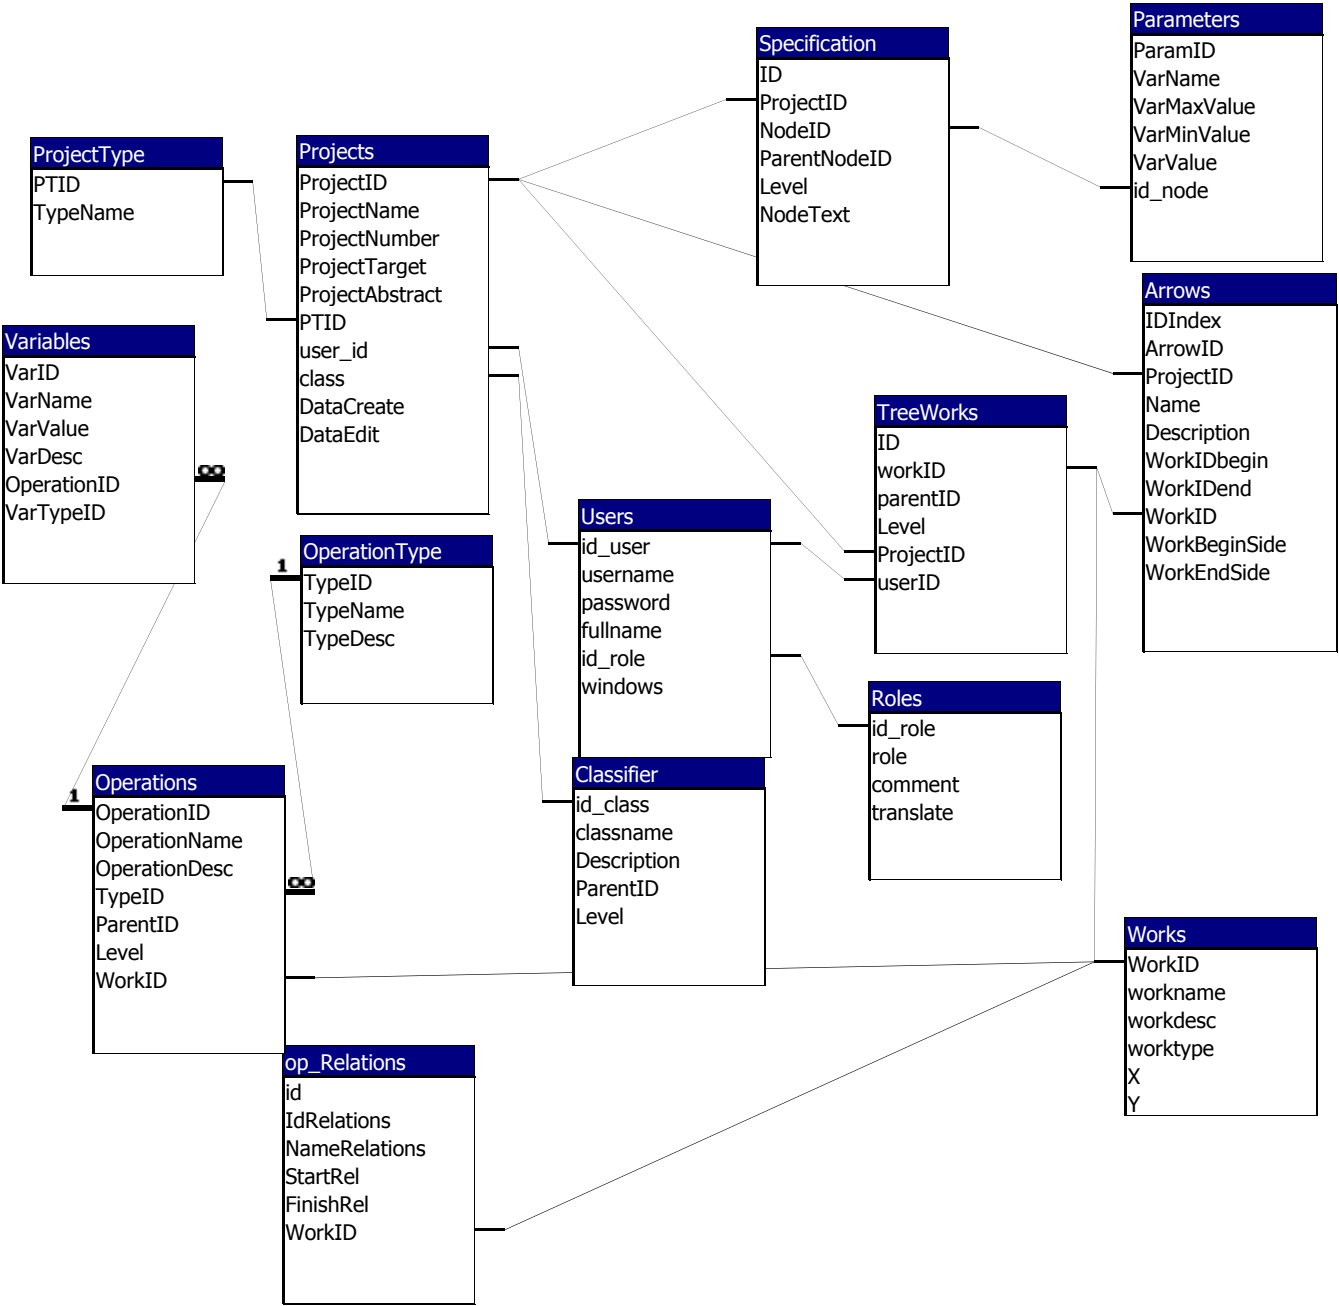 Parameters
ParamID
VarName
VarMaxValue
VarMinValue
VarValue
id_node
Specification
ID
ProjectID
NodeID
ParentNodeID
Level
NodeText
ProjectType
PTID
TypeName
Projects
ProjectID
ProjectName
ProjectNumber
ProjectTarget
ProjectAbstract
PTID
user_id
class
DataCreate
DataEdit
Arrows
IDIndex
ArrowID
ProjectID
Name
Description
WorkIDbegin
WorkIDend
WorkID
WorkBeginSide
WorkEndSide
Variables
VarID
VarName
VarValue
VarDesc
OperationID
VarTypeID
∞
TreeWorks
ID
workID
parentID
Level
ProjectID
userID
Users
id_user
username
password
fullname
id_role
windows
1
OperationType
TypeID
TypeName
TypeDesc
Roles
id_role
role
comment
translate
Classifier
id_class
classname
Description
ParentID
Level
1
Operations
OperationID
OperationName
OperationDesc
TypeID
ParentID
Level
WorkID
∞
Works
WorkID
workname
workdesc
worktype
X
Y
op_Relations
id
IdRelations
NameRelations
StartRel
FinishRel
WorkID